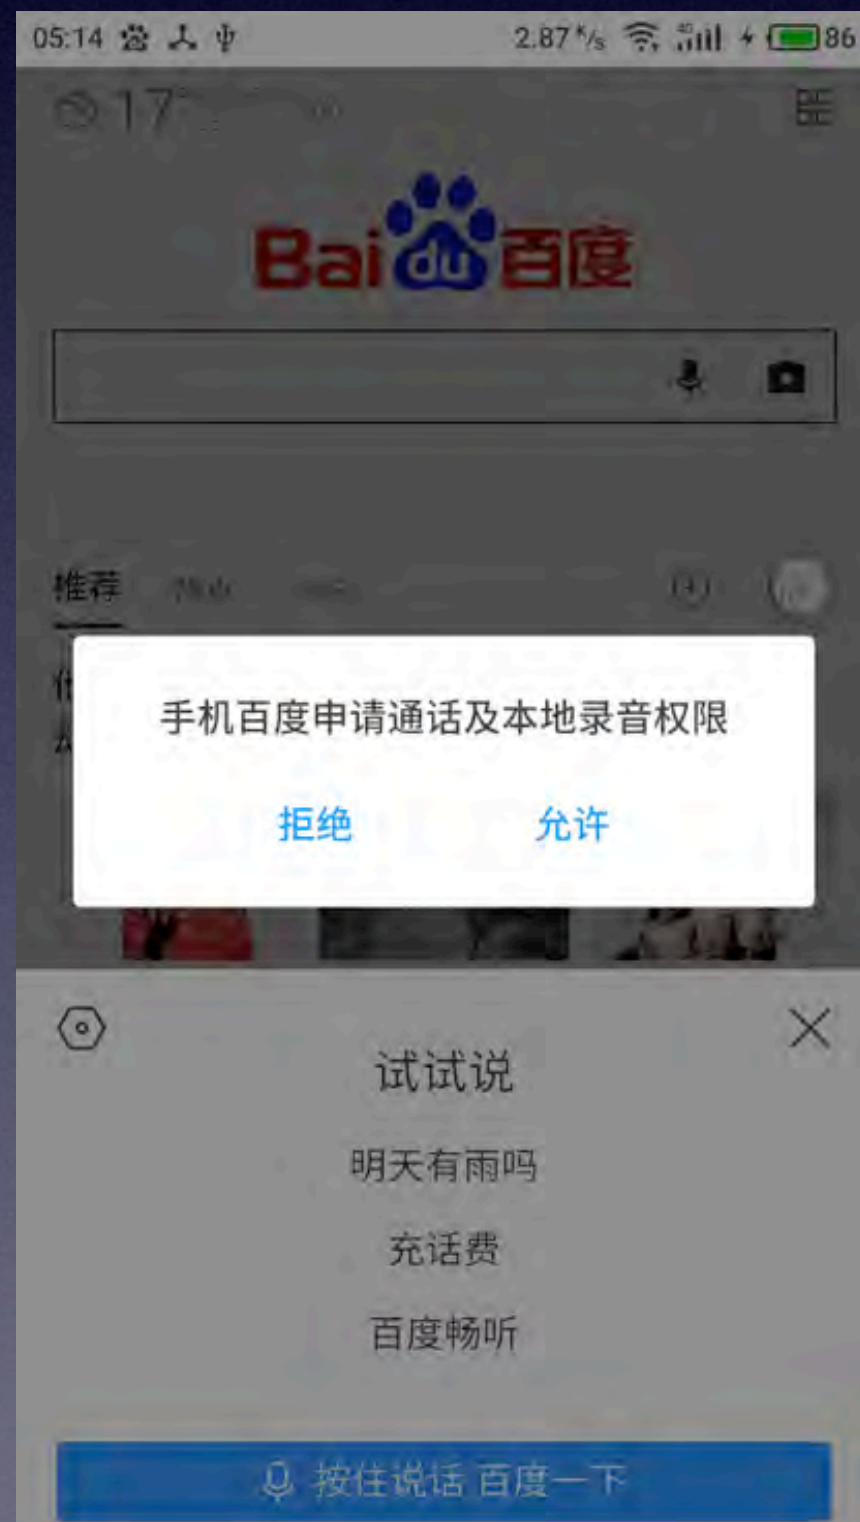 05:14 2.87 K/s 4G 86
17°
Bai du 百度
推荐
手机百度申请通话及本地录音权限
拒绝 允许
试试说
明天有雨吗
充话费
百度畅听
按住说话 百度一下